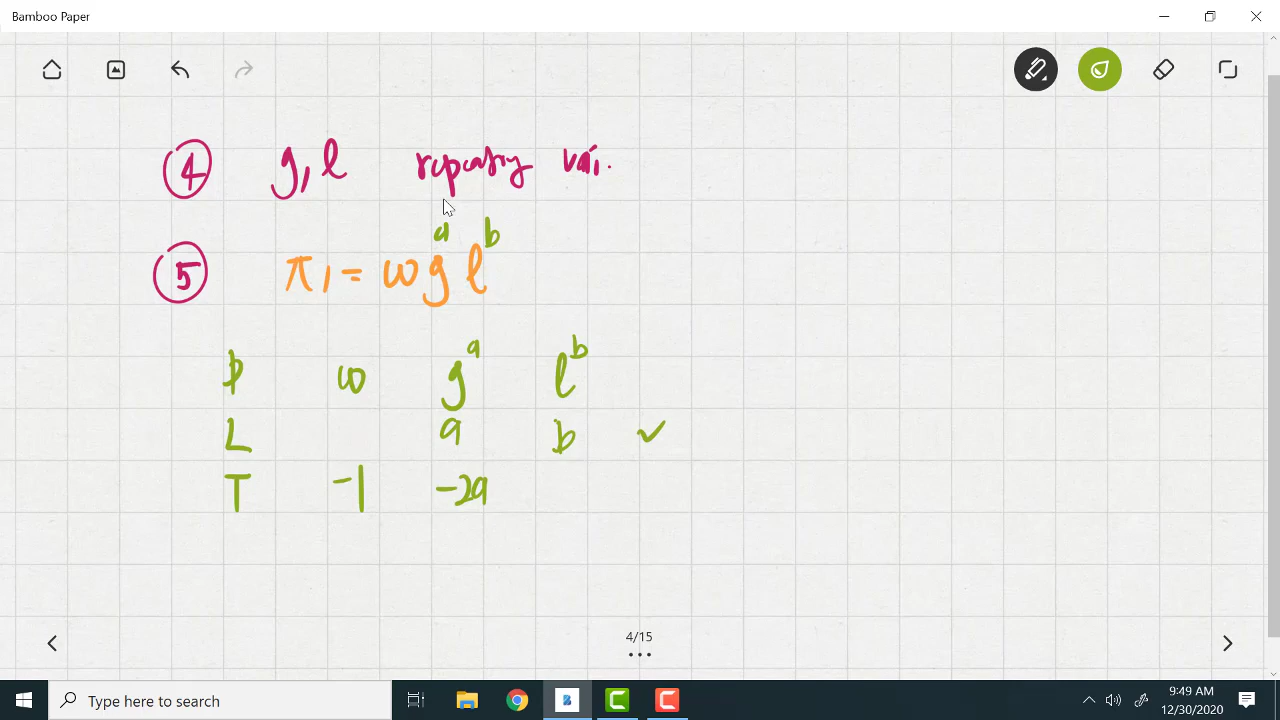 Bamboo Paper
④ g, l repeating var.
⑤ π1 = ω g^a l^b
P ω g^a l^b
L a b ✓
T -1 -2a
4/15
Type here to search
9:49 AM
12/30/2020